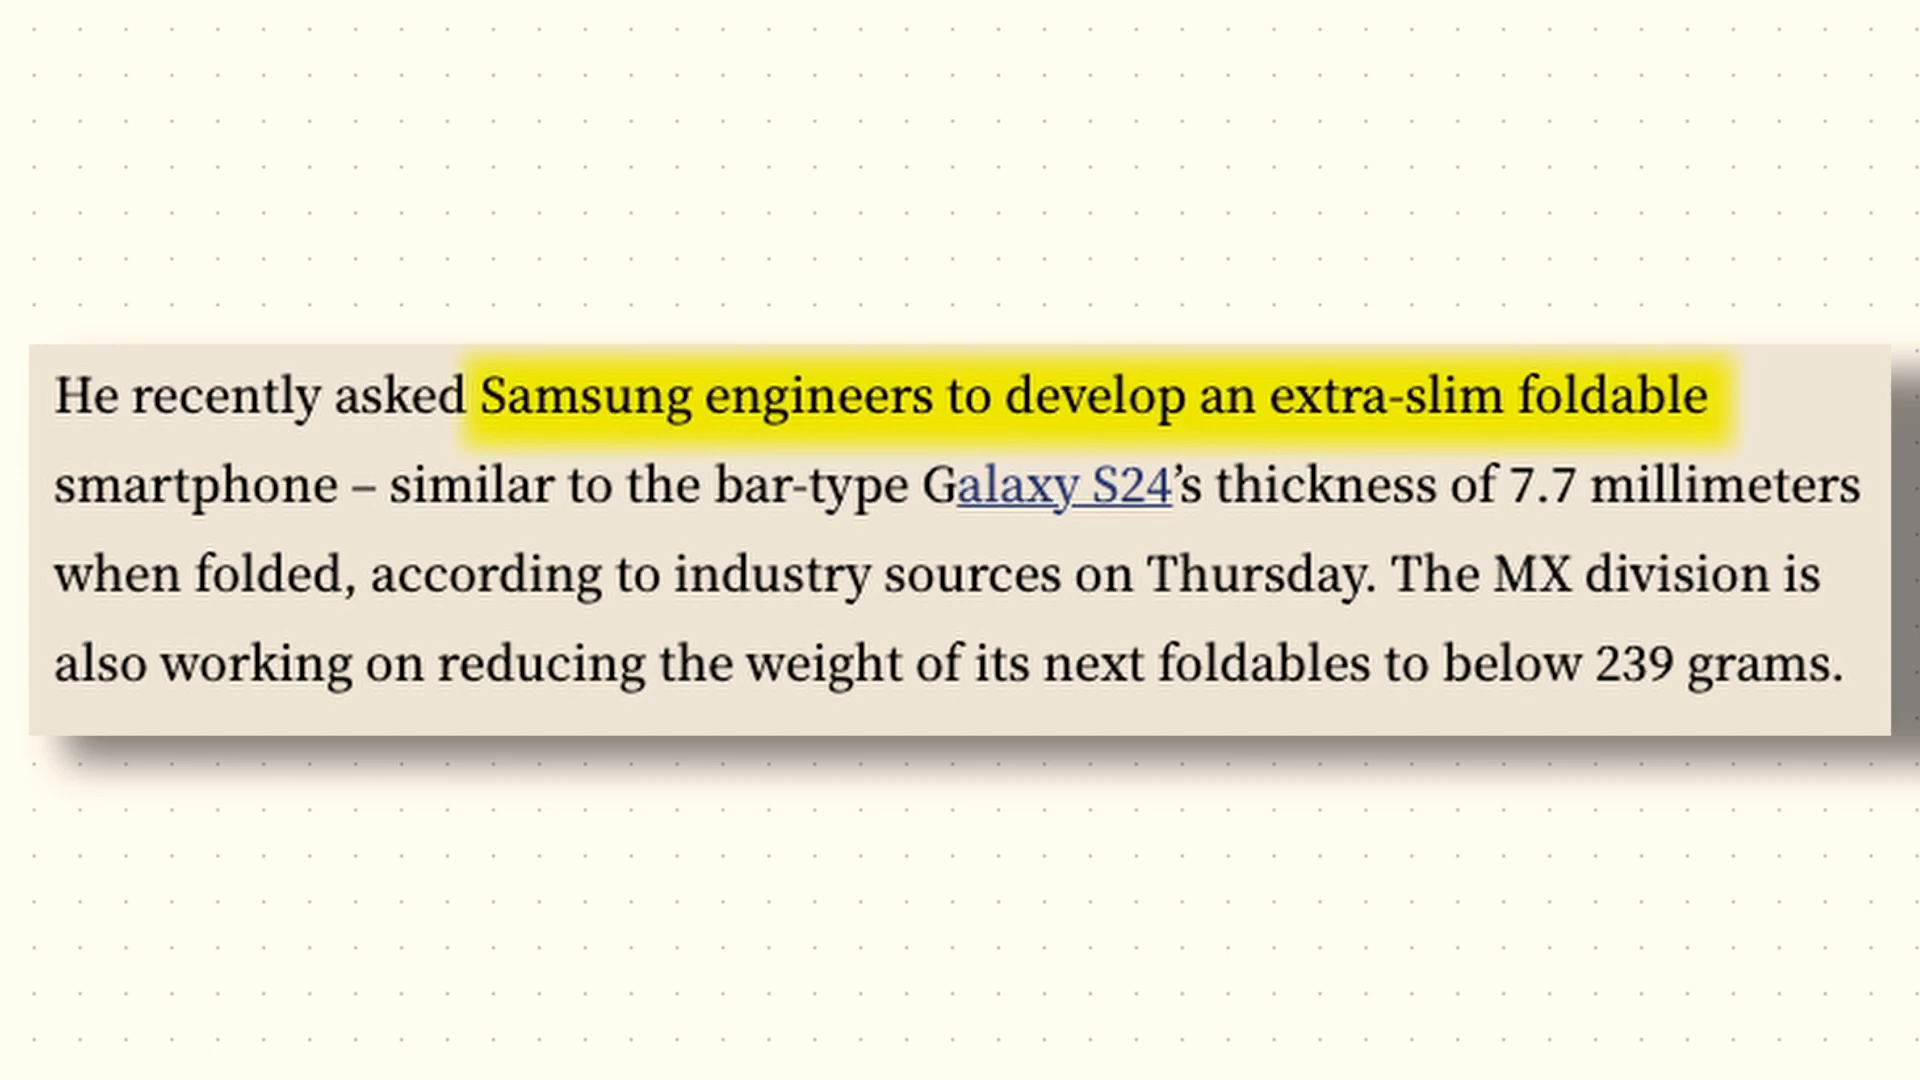 He recently asked Samsung engineers to develop an extra-slim foldable
smartphone – similar to the bar-type Galaxy S24’s thickness of 7.7 millimeters
when folded, according to industry sources on Thursday. The MX division is
also working on reducing the weight of its next foldables to below 239 grams.